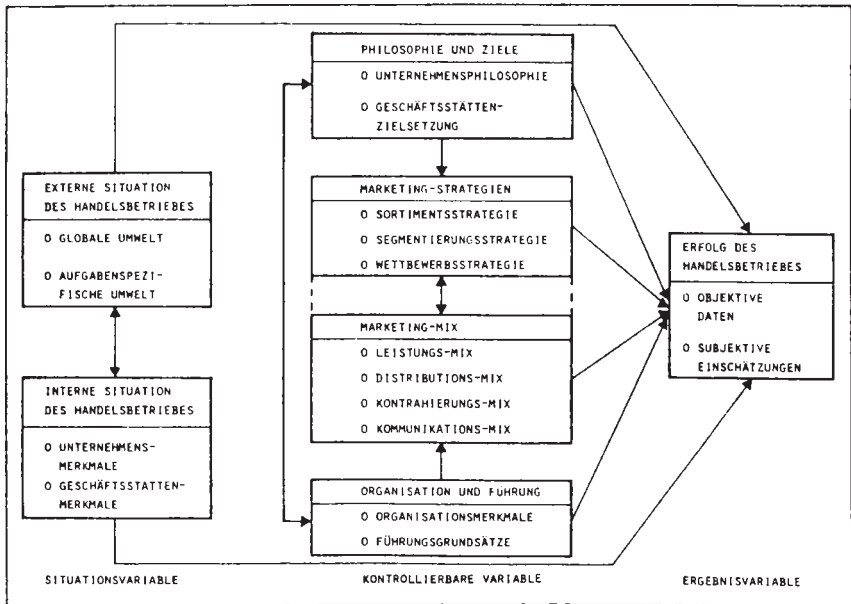 EXTERNE SITUATION
DES HANDELSBETRIEBES
O GLOBALE UMWELT
O AUFGABENSPEZI-
FISCHE UMWELT
INTERNE SITUATION
DES HANDELSBETRIEBES
O UNTERNEHMENS-
MERKMALE
O GESCHÄFTSSTATTEN-
MERKMALE
SITUATIONSVARIABLE
PHILOSOPHIE UND ZIELE
O UNTERNEHMENSPHILOSOPHIE
O GESCHÄFTSSTÄTTEN-
ZIELSETZUNG
MARKETING-STRATEGIEN
O SORTIMENTSSTRATEGIE
O SEGMENTIERUNGSSTRATEGIE
O WETTBEWERBSSTRATEGIE
MARKETING-MIX
O LEISTUNGS-MIX
O DISTRIBUTIONS-MIX
O KONTRAHIERUNGS-MIX
O KOMMUNIKATIONS-MIX
ORGANISATION UND FÜHRUNG
O ORGANISATIONSMERKMALE
O FÜHRUNGSGRUNDSÄTZE
KONTROLLIERBARE VARIABLE
ERFOLG DES
HANDELSBETRIEBES
O OBJEKTIVE
DATEN
O SUBJEKTIVE
EINSCHÄTZUNGEN
ERGEBNISVARIABLE